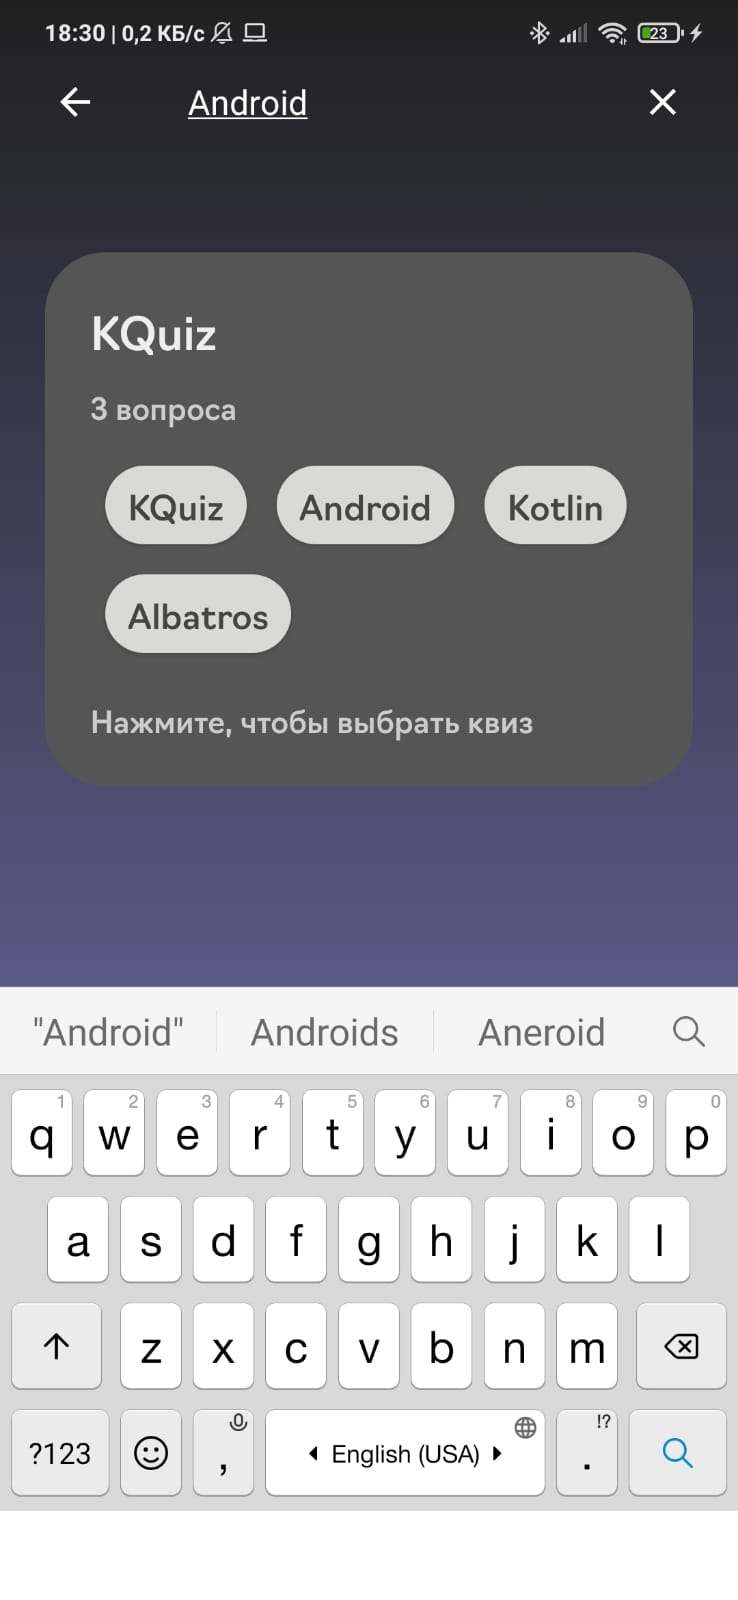 18:30 | 0,2 КБ/с 23
Android
KQuiz
3 вопроса
KQuiz Android Kotlin
Albatros
Нажмите, чтобы выбрать квиз
"Android" Androids Aneroid
1 2 3 4 5 6 7 8 9 0
q w e r t y u i o p
a s d f g h j k l
z x c v b n m
?123 , English (USA) !? .